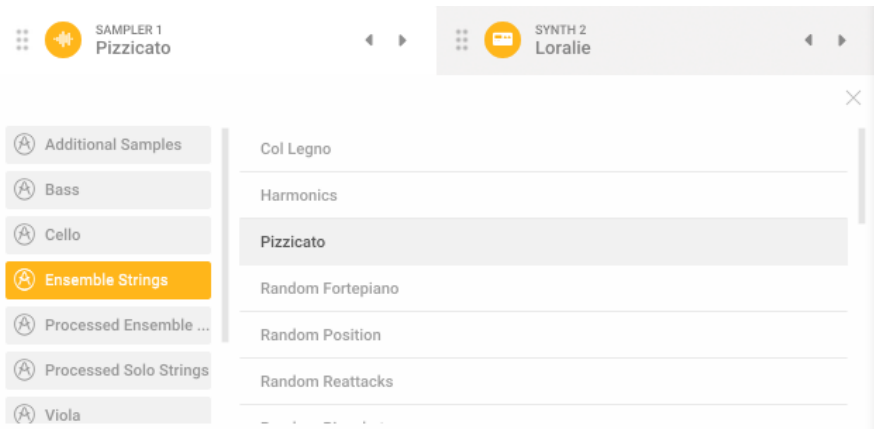 SAMPLER 1
Pizzicato
SYNTH 2
Loralie
Additional Samples
Bass
Cello
Ensemble Strings
Processed Ensemble ...
Processed Solo Strings
Viola
Col Legno
Harmonics
Pizzicato
Random Fortepiano
Random Position
Random Reattacks